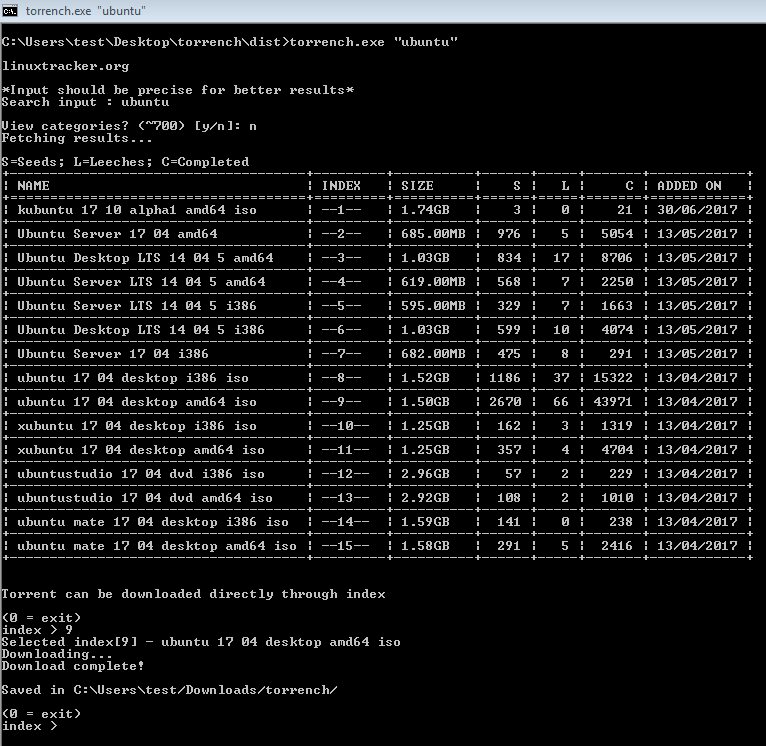 torrench.exe "ubuntu"
C:\Users\test\Desktop\torrench\dist>torrench.exe "ubuntu"
linuxtracker.org
*Input should be precise for better results*
Search input : ubuntu
View categories? (~700) [y/n]: n
Fetching results...
S=Seeds; L=Leeches; C=Completed
| NAME | INDEX | SIZE | S | L | C | ADDED ON |
| kubuntu 17 10 alpha1 amd64 iso | --1-- | 1.74GB | 3 | 0 | 21 | 30/06/2017 |
| Ubuntu Server 17 04 amd64 | --2-- | 685.00MB | 976 | 5 | 5054 | 13/05/2017 |
| Ubuntu Desktop LTS 14 04 5 amd64 | --3-- | 1.03GB | 834 | 17 | 8706 | 13/05/2017 |
| Ubuntu Server LTS 14 04 5 amd64 | --4-- | 619.00MB | 568 | 7 | 2250 | 13/05/2017 |
| Ubuntu Server LTS 14 04 5 i386 | --5-- | 595.00MB | 329 | 7 | 1663 | 13/05/2017 |
| Ubuntu Desktop LTS 14 04 5 i386 | --6-- | 1.03GB | 599 | 10 | 4074 | 13/05/2017 |
| Ubuntu Server 17 04 i386 | --7-- | 682.00MB | 475 | 8 | 291 | 13/05/2017 |
| ubuntu 17 04 desktop i386 iso | --8-- | 1.52GB | 1186 | 37 | 15322 | 13/04/2017 |
| ubuntu 17 04 desktop amd64 iso | --9-- | 1.50GB | 2670 | 66 | 43971 | 13/04/2017 |
| xubuntu 17 04 desktop i386 iso | --10-- | 1.25GB | 162 | 3 | 1319 | 13/04/2017 |
| xubuntu 17 04 desktop amd64 iso | --11-- | 1.25GB | 357 | 4 | 4704 | 13/04/2017 |
| ubuntustudio 17 04 dvd i386 iso | --12-- | 2.96GB | 57 | 2 | 229 | 13/04/2017 |
| ubuntustudio 17 04 dvd amd64 iso | --13-- | 2.92GB | 108 | 2 | 1010 | 13/04/2017 |
| ubuntu mate 17 04 desktop i386 iso | --14-- | 1.59GB | 141 | 0 | 238 | 13/04/2017 |
| ubuntu mate 17 04 desktop amd64 iso | --15-- | 1.58GB | 291 | 5 | 2416 | 13/04/2017 |
Torrent can be downloaded directly through index
(0 = exit)
index > 9
Selected index[9] - ubuntu 17 04 desktop amd64 iso
Downloading...
Download complete!
Saved in C:\Users\test/Downloads/torrench/
(0 = exit)
index >